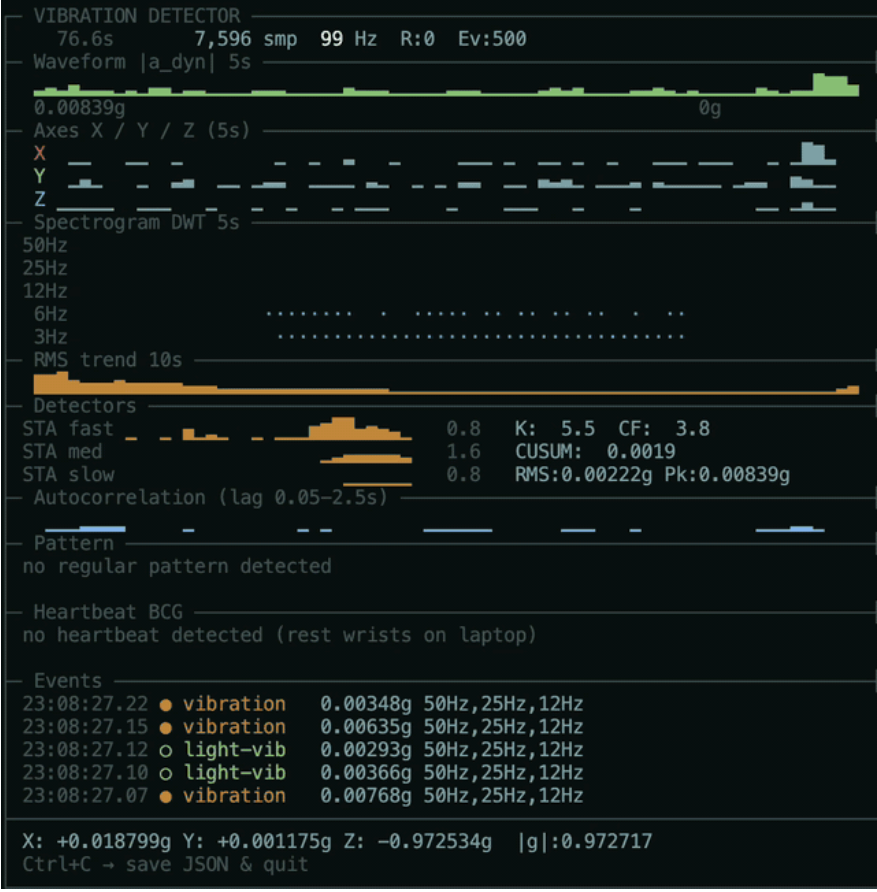 VIBRATION DETECTOR
76.6s 7,596 smp 99 Hz R:0 Ev:500
Waveform |a_dyn| 5s
0.00839g 0g
Axes X / Y / Z (5s)
X
Y
Z
Spectrogram DWT 5s
50Hz
25Hz
12Hz
6Hz
3Hz
RMS trend 10s
Detectors
STA fast 0.8 K: 5.5 CF: 3.8
STA med 1.6 CUSUM: 0.0019
STA slow 0.8 RMS:0.00222g Pk:0.00839g
Autocorrelation (lag 0.05-2.5s)
Pattern
no regular pattern detected
Heartbeat BCG
no heartbeat detected (rest wrists on laptop)
Events
23:08:27.22 ● vibration 0.00348g 50Hz,25Hz,12Hz
23:08:27.15 ● vibration 0.00635g 50Hz,25Hz,12Hz
23:08:27.12 ○ light-vib 0.00293g 50Hz,25Hz,12Hz
23:08:27.10 ○ light-vib 0.00366g 50Hz,25Hz,12Hz
23:08:27.07 ● vibration 0.00768g 50Hz,25Hz,12Hz
X: +0.018799g Y: +0.001175g Z: -0.972534g |g|:0.972717
Ctrl+C → save JSON & quit